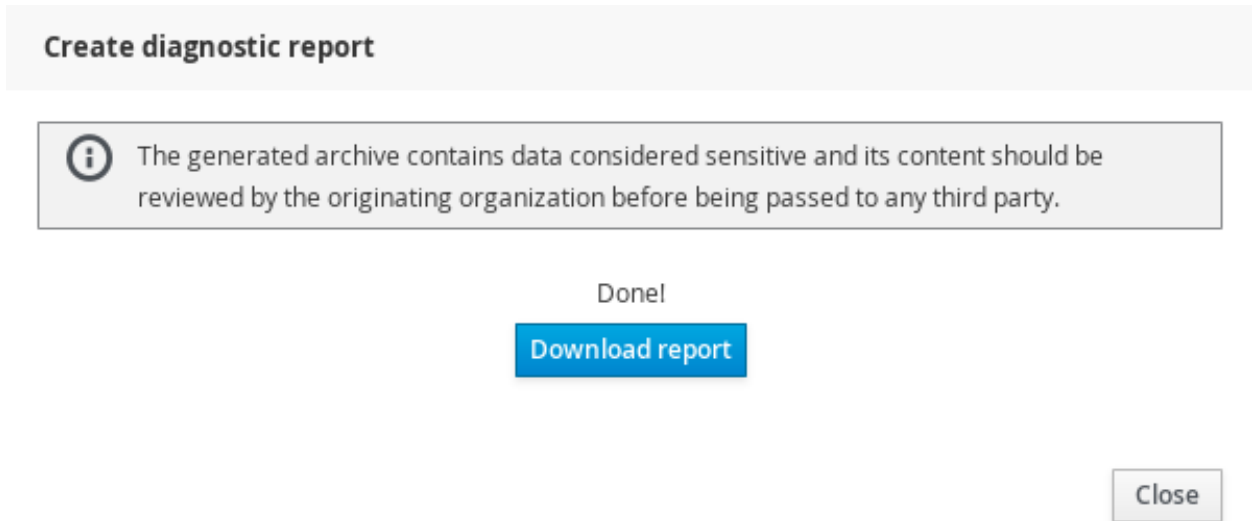 Create diagnostic report
The generated archive contains data considered sensitive and its content should be
reviewed by the originating organization before being passed to any third party.
Done!
Download report
Close